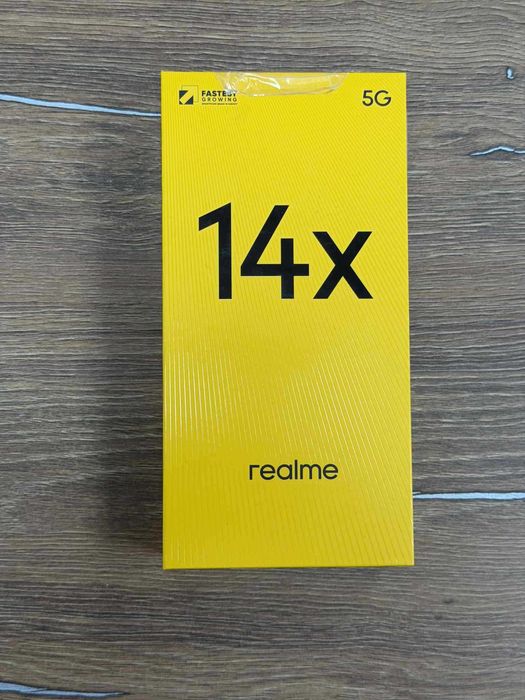 FASTEST
GROWING
5G
14x
realme